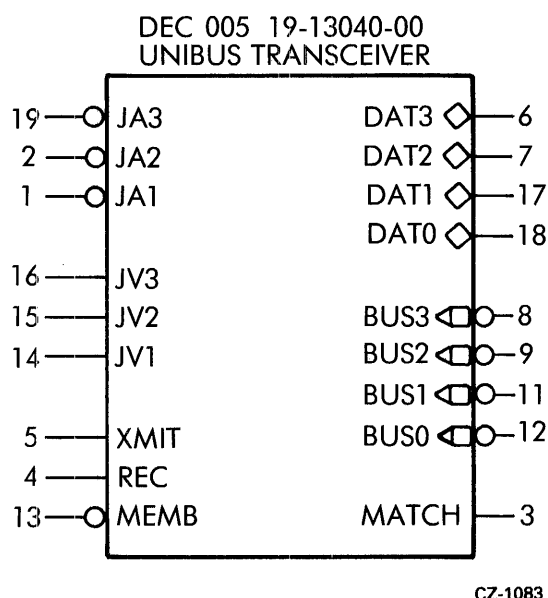 DEC 005 19-13040-00
UNIBUS TRANSCEIVER
19 JA3 DAT3 6
2 JA2 DAT2 7
1 JA1 DAT1 17
DAT0 18
16 JV3
15 JV2 BUS3 8
14 JV1 BUS2 9
BUS1 11
5 XMIT BUS0 12
4 REC
13 MEMB MATCH 3
CZ-1083